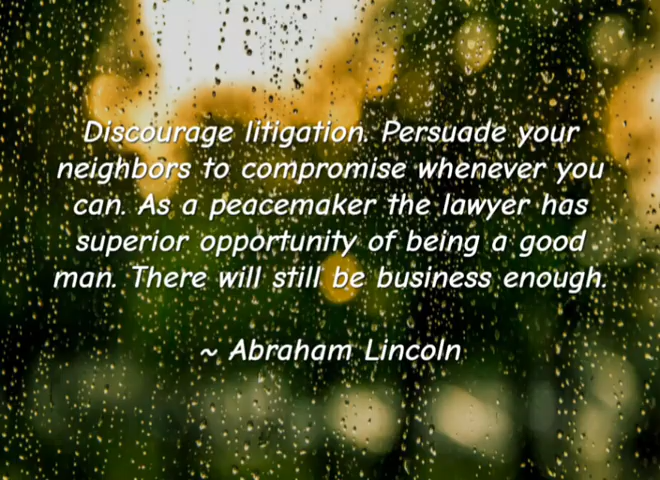 Discourage litigation. Persuade your
neighbors to compromise whenever you
can. As a peacemaker the lawyer has
superior opportunity of being a good
man. There will still be business enough.
~ Abraham Lincoln